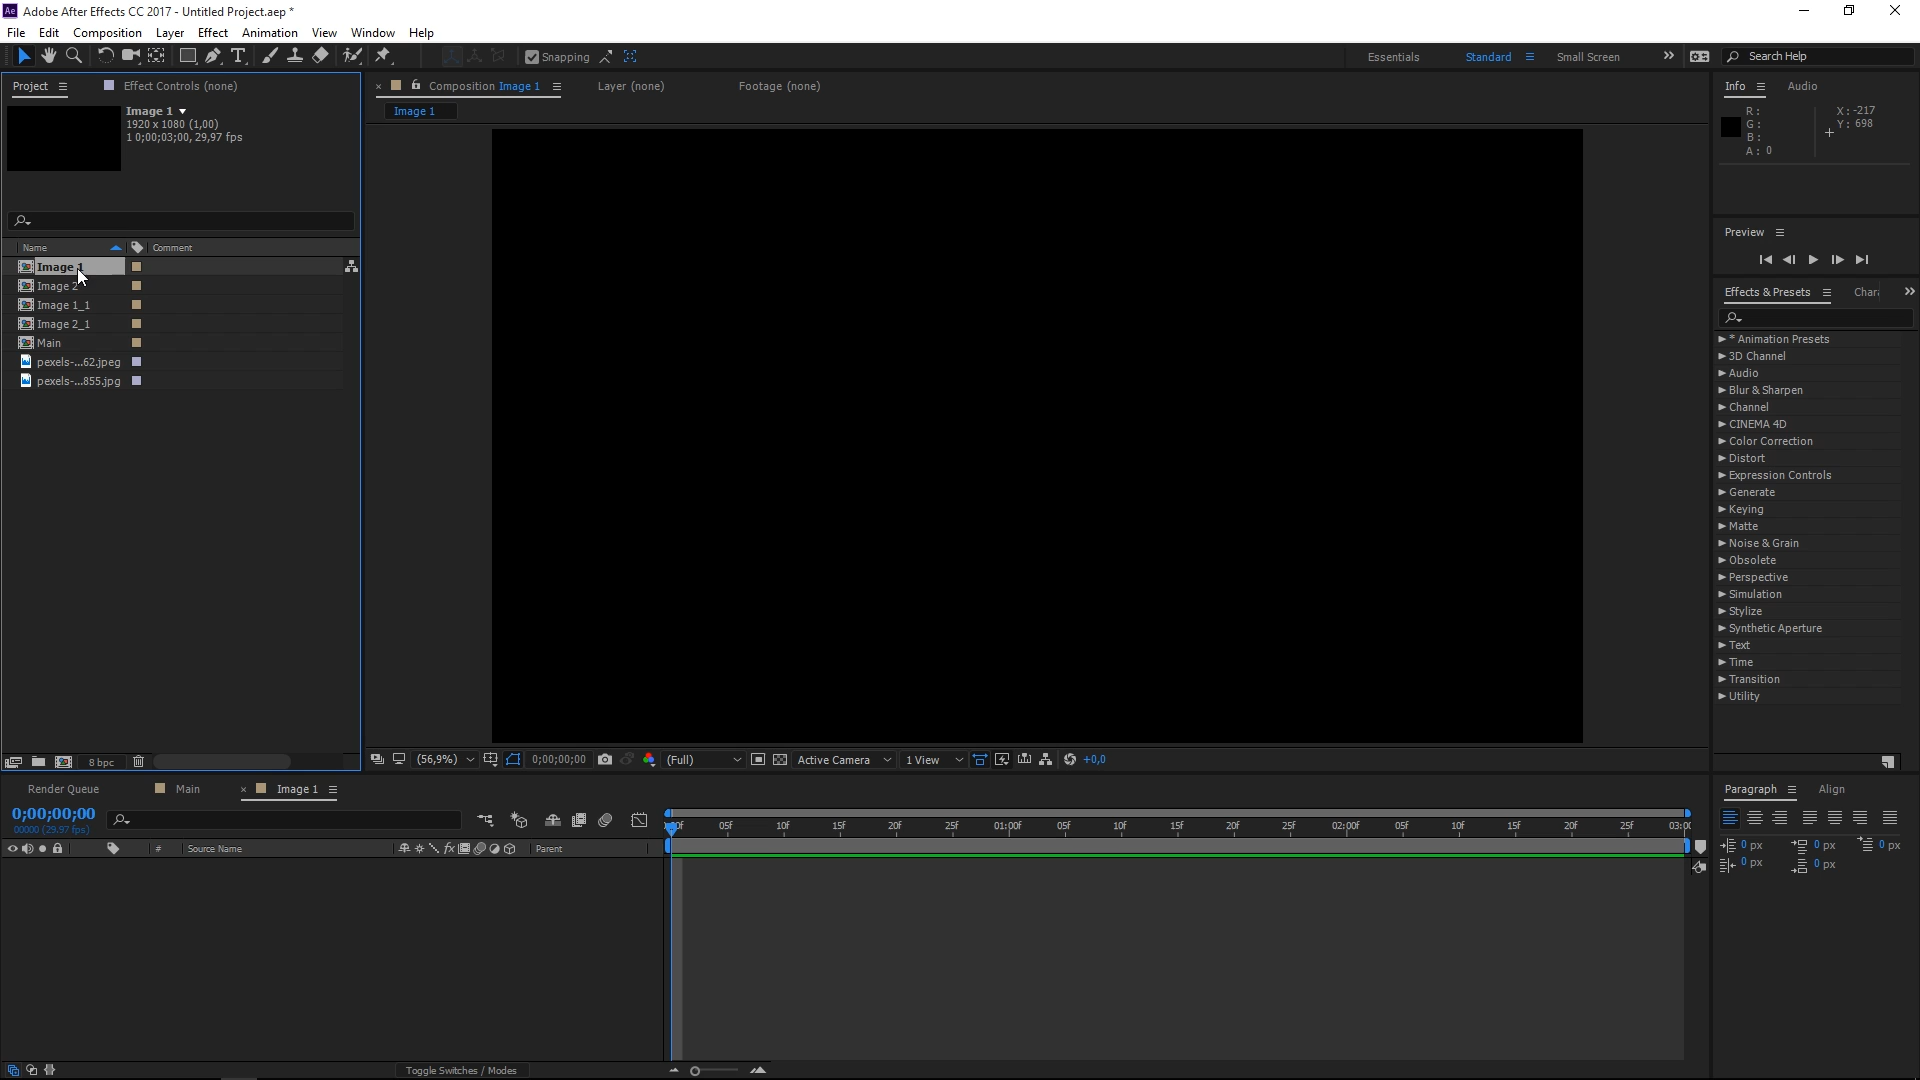 Adobe After Effects CC 2017 - Untitled Project.aep *
File Edit Composition Layer Effect Animation View Window Help
Snapping Essentials Standard Small Screen Search Help
Project Effect Controls (none) Composition Image 1 Layer (none) Footage (none) Info Audio
Image 1
1920 x 1080 (1,00)
1 0;00;03;00, 29,97 fps
Image 1
R: X: -217
G: Y: 698
B:
A: 0
Preview
Name Comment
Image 1
Image 2
Image 1_1
Image 2_1
Main
pexels-...62.jpeg
pexels-...855.jpg
Effects & Presets
* Animation Presets
3D Channel
Audio
Blur & Sharpen
Channel
CINEMA 4D
Color Correction
Distort
Expression Controls
Generate
Keying
Matte
Noise & Grain
Obsolete
Perspective
Simulation
Stylize
Synthetic Aperture
Text
Time
Transition
Utility
8 bpc (56,9%) 0;00;00;00 (Full) Active Camera 1 View +0,0
Render Queue Main Image 1 Paragraph Align
0;00;00;00
00000 (29.97 fps)
05f 10f 15f 20f 25f 01:00f 05f 10f 15f 20f 25f 02:00f 05f 10f 15f 20f 25f
# Source Name Parent
0 px 0 px 0 px
0 px 0 px
Toggle Switches / Modes